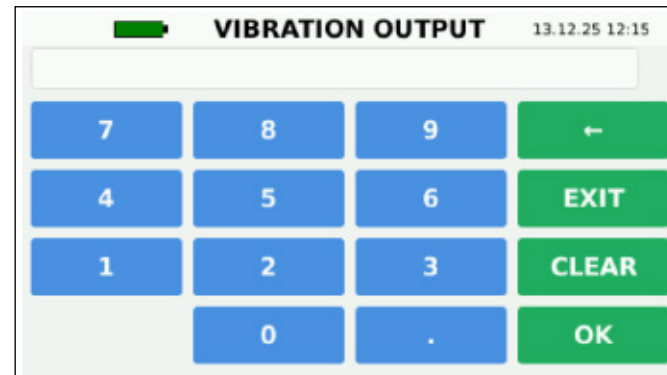 VIBRATION OUTPUT 13.12.25 12:15
7 8 9 ←
4 5 6 EXIT
1 2 3 CLEAR
0 . OK